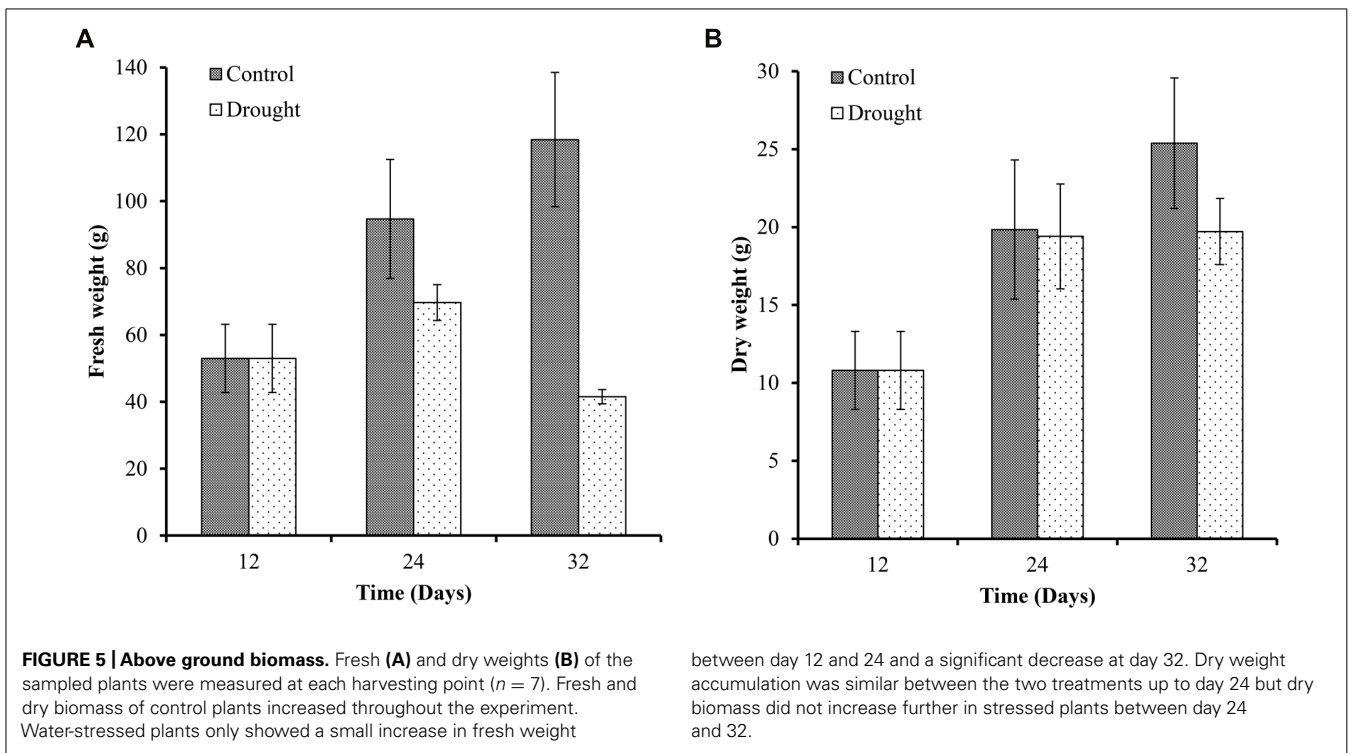 A
140
120
100
80
60
40
20
0
Fresh weight (g)
Control
Drought
12
24
32
Time (Days)
B
30
25
20
15
10
5
0
Dry weight (g)
Control
Drought
12
24
32
Time (Days)
FIGURE 5 | Above ground biomass. Fresh (A) and dry weights (B) of the
sampled plants were measured at each harvesting point (n = 7). Fresh and
dry biomass of control plants increased throughout the experiment.
Water-stressed plants only showed a small increase in fresh weight
between day 12 and 24 and a significant decrease at day 32. Dry weight
accumulation was similar between the two treatments up to day 24 but dry
biomass did not increase further in stressed plants between day 24
and 32.